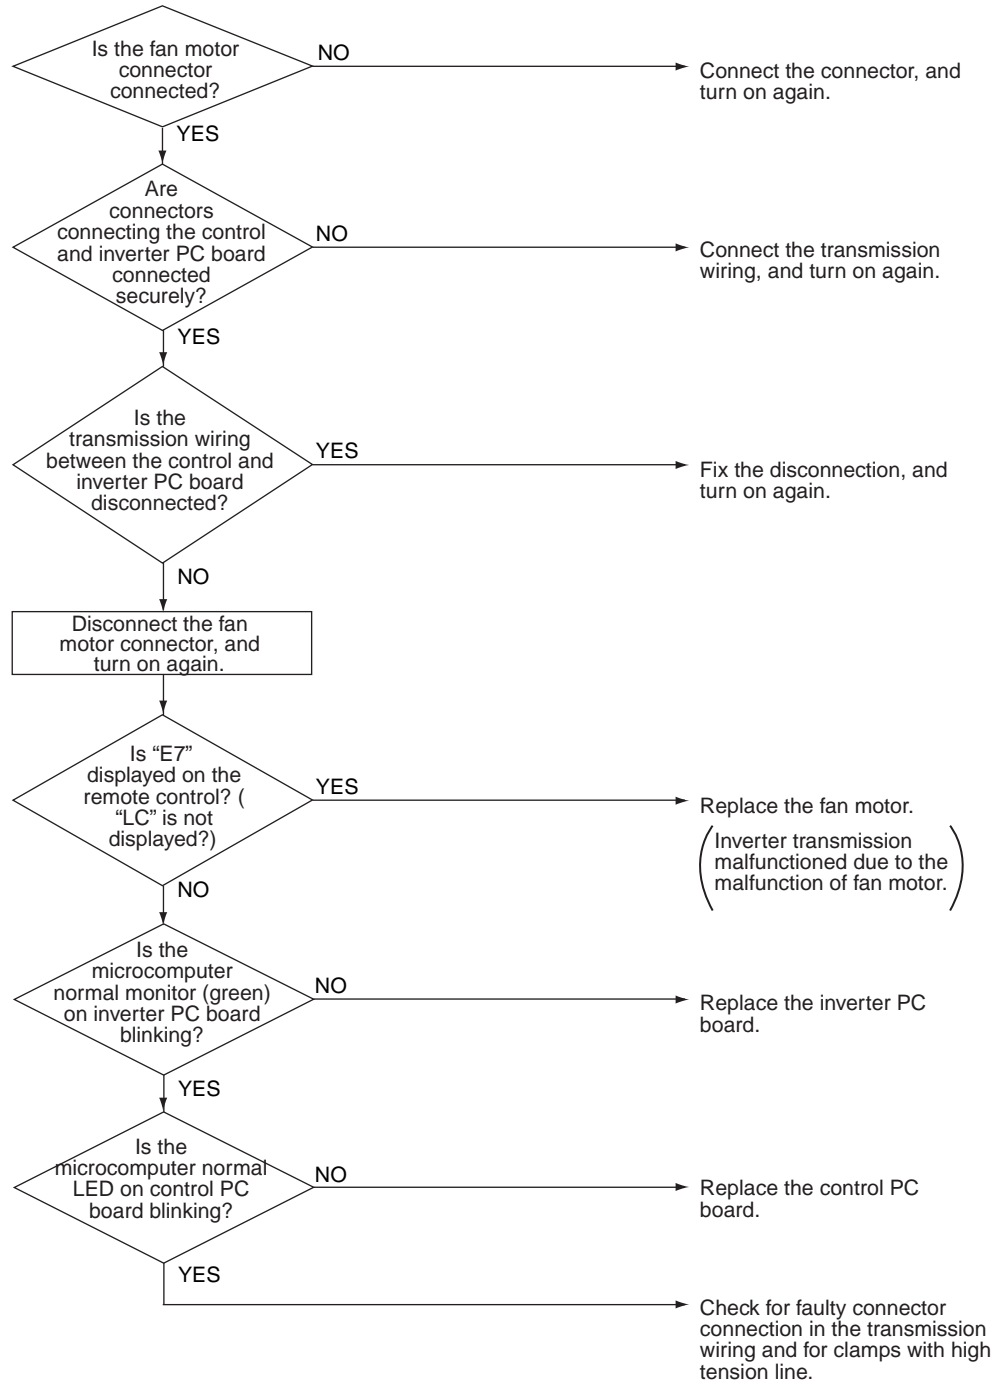 Is the fan motor
connector
connected?
NO
Connect the connector, and
turn on again.
YES
Are
connectors
connecting the control
and inverter PC board
connected
securely?
NO
Connect the transmission
wiring, and turn on again.
YES
Is the
transmission wiring
between the control and
inverter PC board
disconnected?
YES
Fix the disconnection, and
turn on again.
NO
Disconnect the fan
motor connector, and
turn on again.
Is “E7”
displayed on the
remote control? (
“LC” is not
displayed?)
YES
Replace the fan motor.
(Inverter transmission
malfunctioned due to the
malfunction of fan motor.)
NO
Is the
microcomputer
normal monitor (green)
on inverter PC board
blinking?
NO
Replace the inverter PC
board.
YES
Is the
microcomputer normal
LED on control PC
board blinking?
NO
Replace the control PC
board.
YES
Check for faulty connector
connection in the transmission
wiring and for clamps with high
tension line.